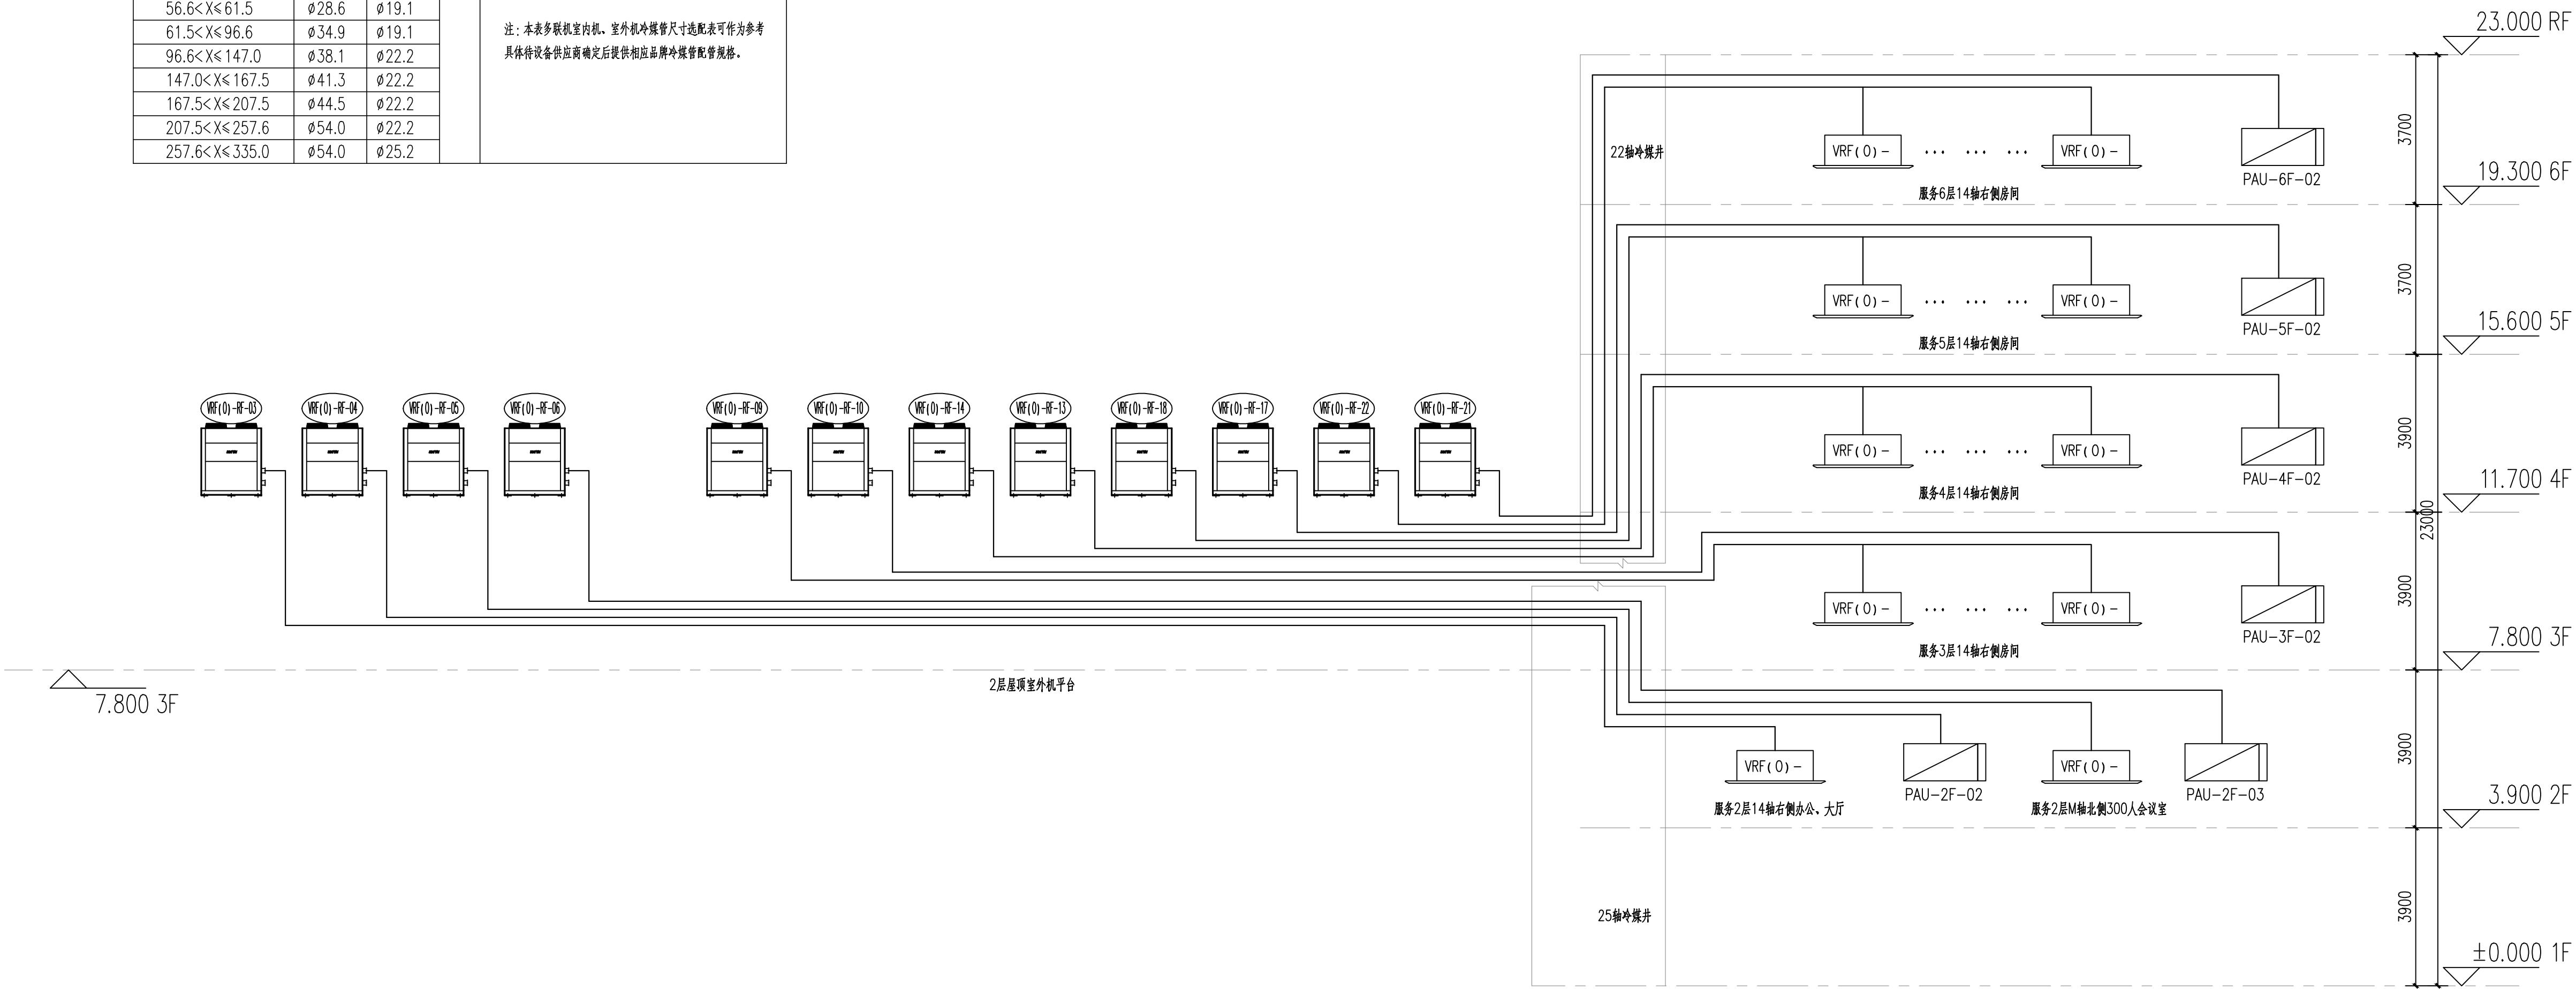 56.6<X≤61.5 ø28.6 ø19.1
61.5<X≤96.6 ø34.9 ø19.1
96.6<X≤147.0 ø38.1 ø22.2
147.0<X≤167.5 ø41.3 ø22.2
167.5<X≤207.5 ø44.5 ø22.2
207.5<X≤257.6 ø54.0 ø22.2
257.6<X≤335.0 ø54.0 ø25.2
注：本表多联机室内机、室外机冷媒管尺寸选配表可作为参考
具体待设备供应商确定后提供相应品牌冷媒管配管规格。
23.000 RF
3700
22轴冷媒井
VRF(O)- ... ... ... VRF(O)-
PAU-6F-02
服务6层14轴右侧房间
19.300 6F
3700
VRF(O)- ... ... ... VRF(O)-
PAU-5F-02
服务5层14轴右侧房间
15.600 5F
VRF(O)-RF-03 VRF(O)-RF-04 VRF(O)-RF-05 VRF(O)-RF-06 VRF(O)-RF-09 VRF(O)-RF-10 VRF(O)-RF-14 VRF(O)-RF-13 VRF(O)-RF-18 VRF(O)-RF-17 VRF(O)-RF-22 VRF(O)-RF-21
3900
VRF(O)- ... ... ... VRF(O)-
PAU-4F-02
服务4层14轴右侧房间
11.700 4F
23000
3900
VRF(O)- ... ... ... VRF(O)-
PAU-3F-02
服务3层14轴右侧房间
7.800 3F
2层屋顶室外机平台
7.800 3F
3900
VRF(O)- VRF(O)-
PAU-2F-02 PAU-2F-03
服务2层14轴右侧办公、大厅 服务2层M轴北侧300人会议室
3.900 2F
3900
25轴冷媒井
±0.000 1F